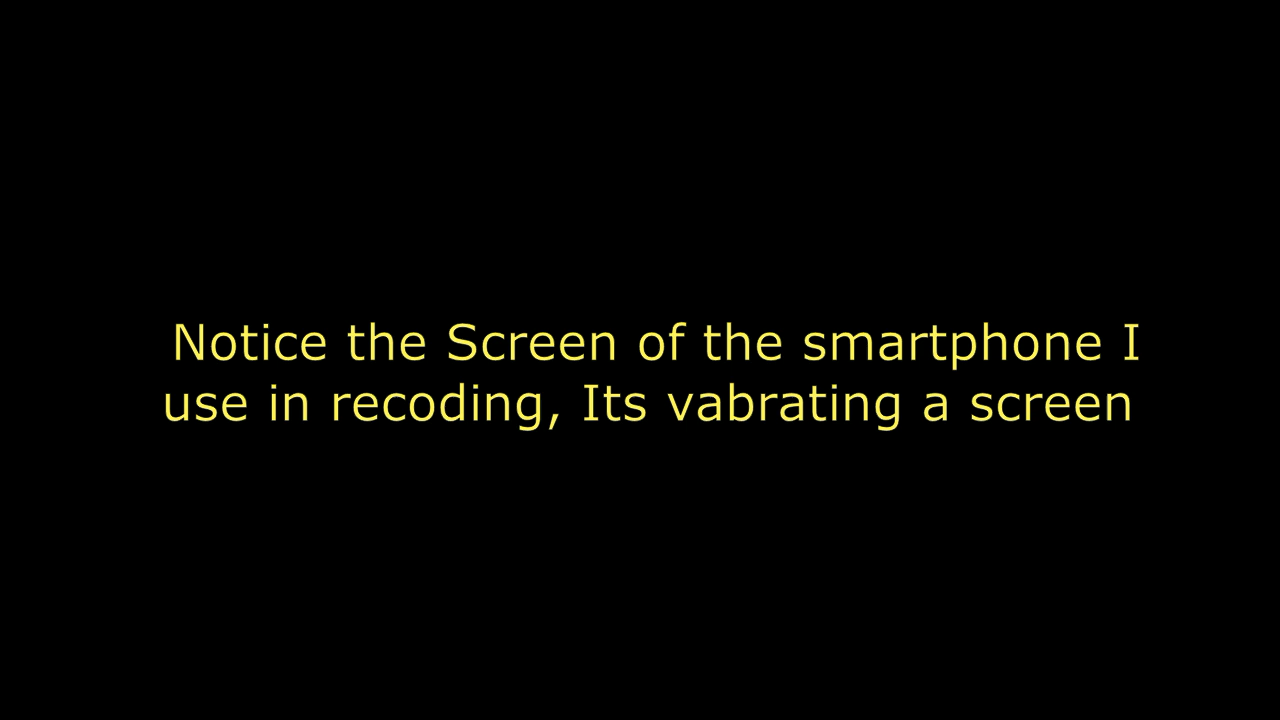 Notice the Screen of the smartphone I
use in recoding, Its vabrating a screen